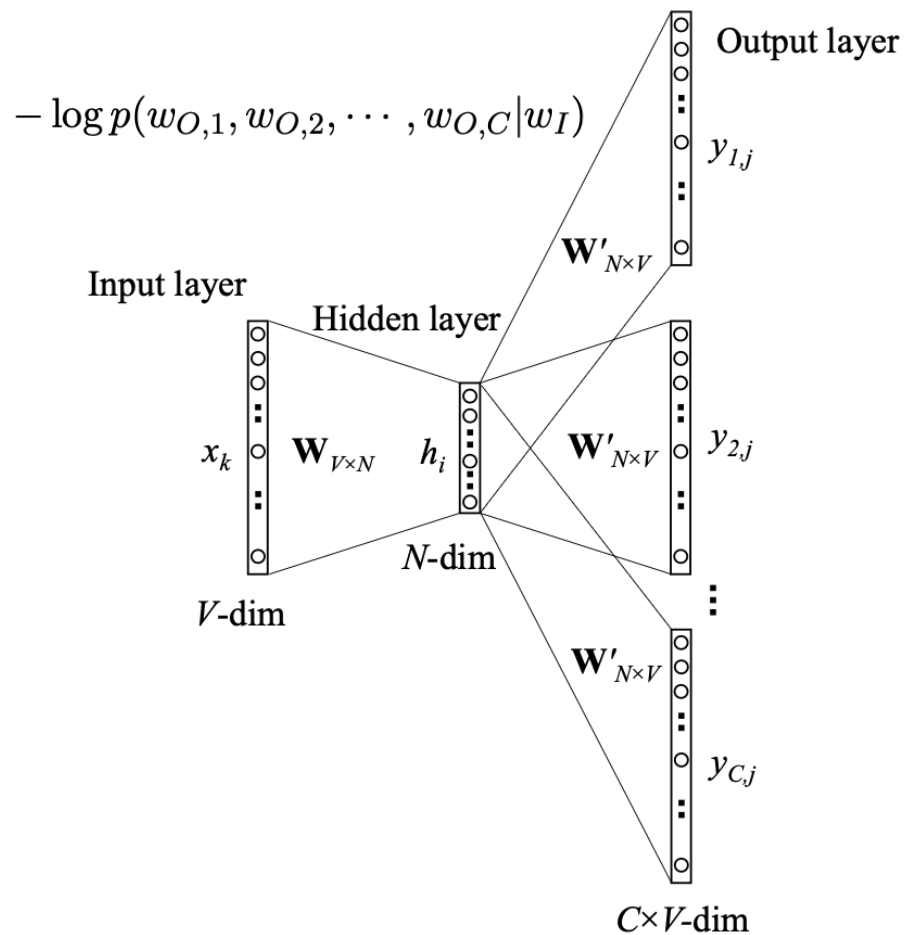 Output layer
− log p(w_{O,1}, w_{O,2}, ⋯ , w_{O,C}|w_I)
y_{1,j}
W'_{N×V}
Input layer
Hidden layer
x_k
W_{V×N}
h_i
W'_{N×V}
y_{2,j}
N-dim
V-dim
W'_{N×V}
y_{C,j}
C×V-dim